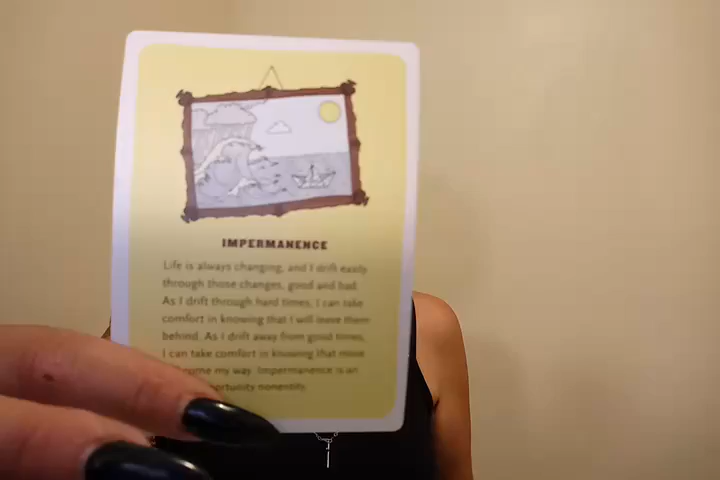 IMPERMANENCE
Life is always changing, and I drift easily
through those changes, good and bad.
As I drift through hard times, I can take
comfort in knowing that I will leave them
behind. As I drift away from good times,
I can take comfort in knowing that more
come my way. Impermanence is an
nonentity.